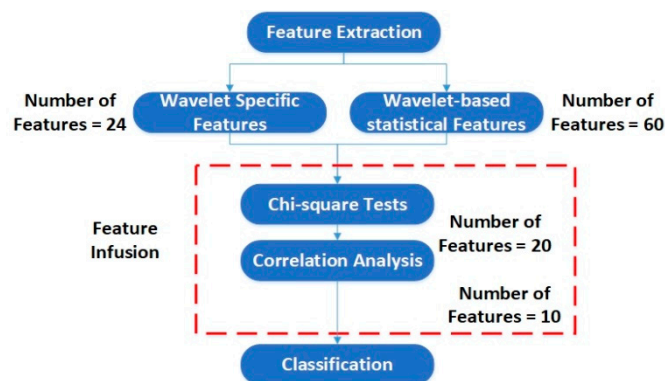 Feature Extraction
Number of
Features = 24
Wavelet Specific
Features
Wavelet-based
statistical Features
Number of
Features = 60
Feature
Infusion
Chi-square Tests
Number of
Features = 20
Correlation Analysis
Number of
Features = 10
Classification